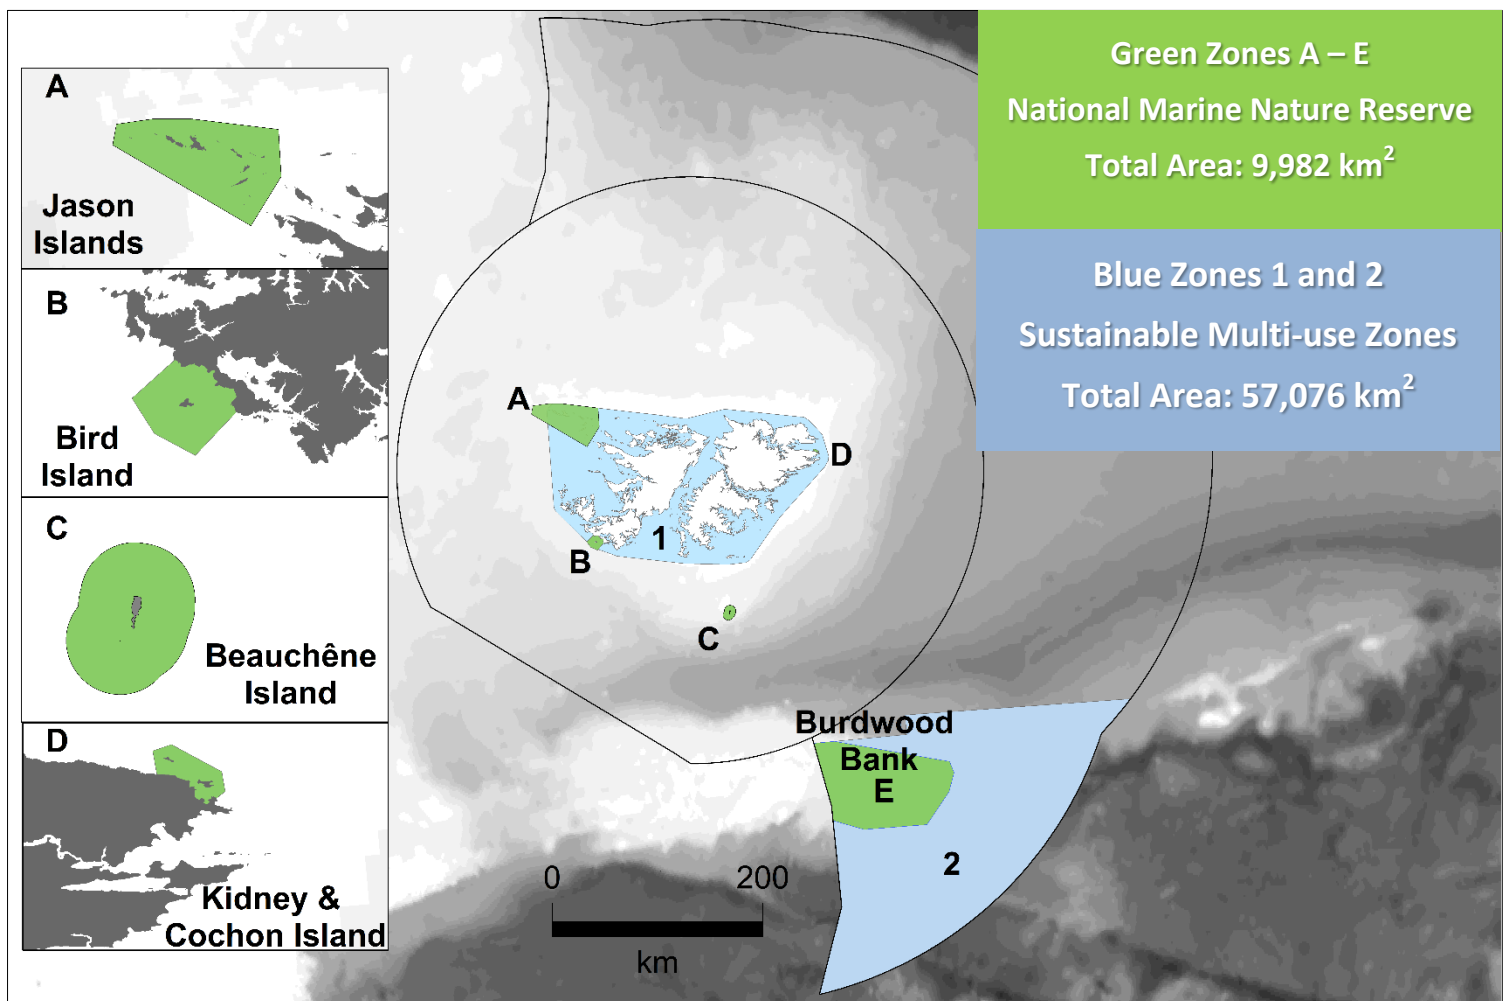 A
Jason
Islands
B
Bird
Island
C
Beauchêne
Island
D
Kidney &
Cochon Island
Green Zones A – E
National Marine Nature Reserve
Total Area: 9,982 km²
Blue Zones 1 and 2
Sustainable Multi-use Zones
Total Area: 57,076 km²
A
D
1
B
C
Burdwood
Bank
E
2
0 200
km